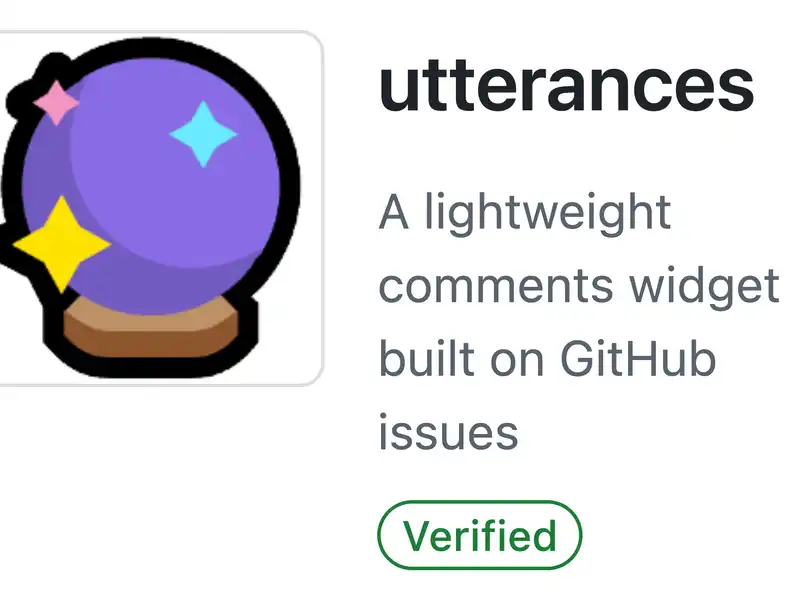 utterances
A lightweight
comments widget
built on GitHub
issues
Verified